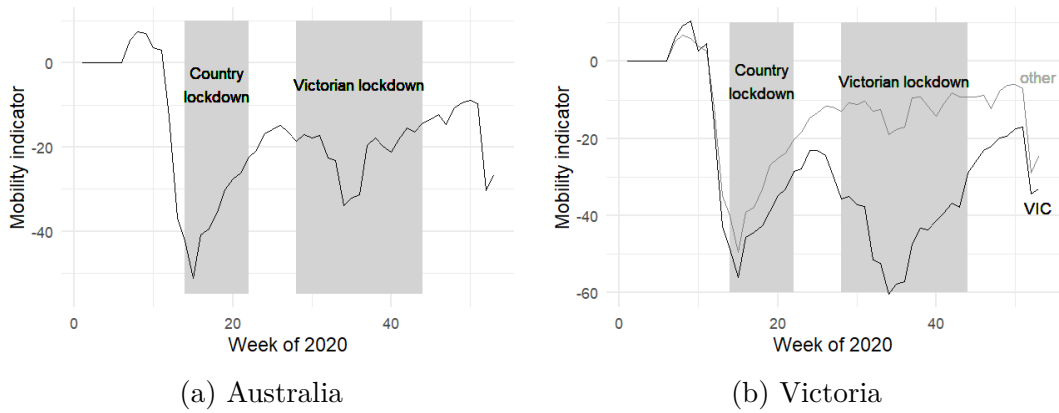 Mobility indicator
0
-20
-40
Country
lockdown
Victorian lockdown
0
20
40
Week of 2020
(a) Australia
Mobility indicator
0
-20
-40
-60
Country
lockdown
Victorian lockdown
other
VIC
0
20
40
Week of 2020
(b) Victoria